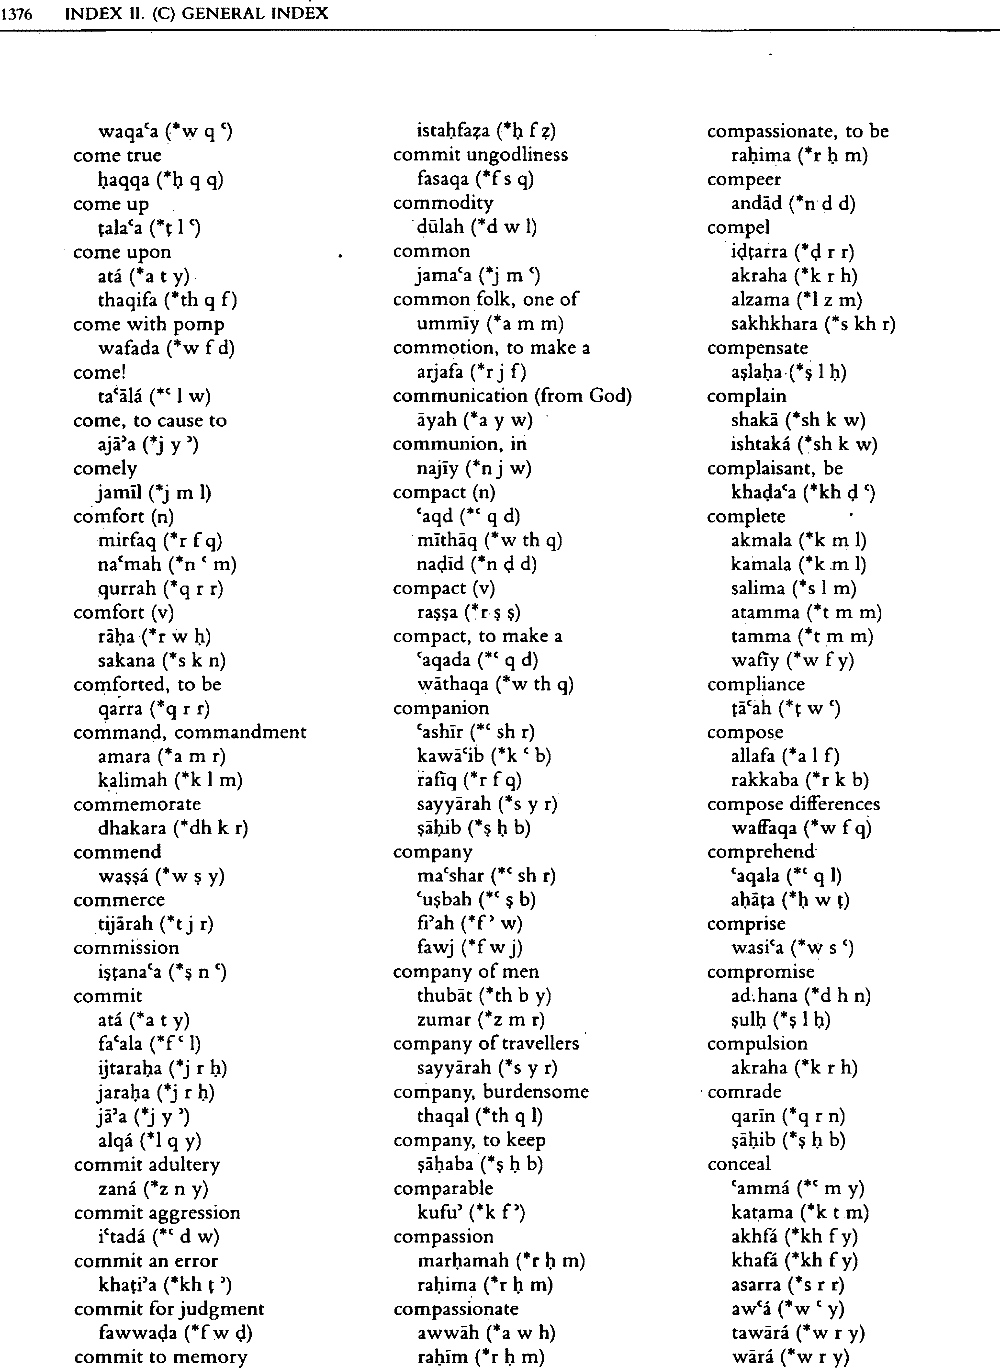 1376 INDEX II. (C) GENERAL INDEX
waqaʿa (*w q ʿ)
come true
ḥaqqa (*ḥ q q)
come up
ṭalaʿa (*ṭ l ʿ)
come upon
atá (*a t y)
thaqifa (*th q f)
come with pomp
wafada (*w f d)
come!
taʿālá (*ʿ l w)
come, to cause to
ajāʾa (*j y ʾ)
comely
jamīl (*j m l)
comfort (n)
mirfaq (*r f q)
naʿmah (*n ʿ m)
qurrah (*q r r)
comfort (v)
rāḥa (*r w ḥ)
sakana (*s k n)
comforted, to be
qarra (*q r r)
command, commandment
amara (*a m r)
kalimah (*k l m)
commemorate
dhakara (*dh k r)
commend
waṣṣá (*w ṣ y)
commerce
tijārah (*t j r)
commission
iṣṭanaʿa (*ṣ n ʿ)
commit
atá (*a t y)
faʿala (*f ʿ l)
ijtaraḥa (*j r ḥ)
jaraḥa (*j r ḥ)
jāʾa (*j y ʾ)
alqá (*l q y)
commit adultery
zaná (*z n y)
commit aggression
iʿtadá (*ʿ d w)
commit an error
khaṭiʾa (*kh ṭ ʾ)
commit for judgment
fawwaḍa (*f w ḍ)
commit to memory
istaḥfaẓa (*ḥ f ẓ)
commit ungodliness
fasaqa (*f s q)
commodity
dūlah (*d w l)
common
jamaʿa (*j m ʿ)
common folk, one of
ummīy (*a m m)
commotion, to make a
arjafa (*r j f)
communication (from God)
āyah (*a y w)
communion, in
najīy (*n j w)
compact (n)
ʿaqd (*ʿ q d)
mīthāq (*w th q)
naḍīd (*n ḍ d)
compact (v)
raṣṣa (*r ṣ ṣ)
compact, to make a
ʿaqada (*ʿ q d)
wāthaqa (*w th q)
companion
ʿashīr (*ʿ sh r)
kawāʿib (*k ʿ b)
rafīq (*r f q)
sayyārah (*s y r)
ṣāḥib (*ṣ ḥ b)
company
maʿshar (*ʿ sh r)
ʿuṣbah (*ʿ ṣ b)
fiʾah (*f ʾ w)
fawj (*f w j)
company of men
thubāt (*th b y)
zumar (*z m r)
company of travellers
sayyārah (*s y r)
company, burdensome
thaqal (*th q l)
company, to keep
ṣāḥaba (*ṣ ḥ b)
comparable
kufuʾ (*k f ʾ)
compassion
marḥamah (*r ḥ m)
raḥima (*r ḥ m)
compassionate
awwāh (*a w h)
raḥīm (*r ḥ m)
compassionate, to be
raḥima (*r ḥ m)
compeer
andād (*n d d)
compel
iḍṭarra (*ḍ r r)
akraha (*k r h)
alzama (*l z m)
sakhkhara (*s kh r)
compensate
aṣlaḥa (*ṣ l ḥ)
complain
shakā (*sh k w)
ishtaká (*sh k w)
complaisant, be
khaḍaʿa (*kh ḍ ʿ)
complete
akmala (*k m l)
kamala (*k m l)
salima (*s l m)
atamma (*t m m)
tamma (*t m m)
wafīy (*w f y)
compliance
ṭāʿah (*ṭ w ʿ)
compose
allafa (*a l f)
rakkaba (*r k b)
compose differences
waffaqa (*w f q)
comprehend
ʿaqala (*ʿ q l)
aḥāṭa (*ḥ w ṭ)
comprise
wasiʿa (*w s ʿ)
compromise
ad·hana (*d h n)
ṣulḥ (*ṣ l ḥ)
compulsion
akraha (*k r h)
comrade
qarīn (*q r n)
ṣāḥib (*ṣ ḥ b)
conceal
ʿammá (*ʿ m y)
katama (*k t m)
akhfá (*kh f y)
khafá (*kh f y)
asarra (*s r r)
awʿá (*w ʿ y)
tawārá (*w r y)
wārá (*w r y)